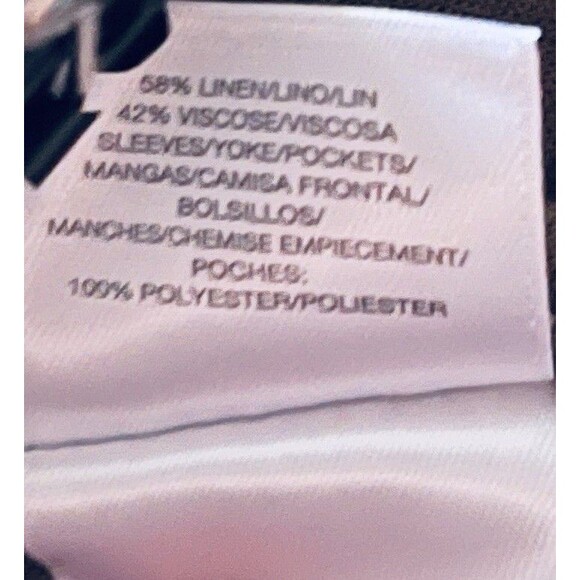 58% LINEN/LINO/LIN
42% VISCOSE/VISCOSA
SLEEVES/YOKE/POCKETS/
MANGAS/CAMISA FRONTAL/
BOLSILLOS/
MANCHES/CHEMISE EMPIECEMENT/
POCHES:
100% POLYESTER/POLIESTER